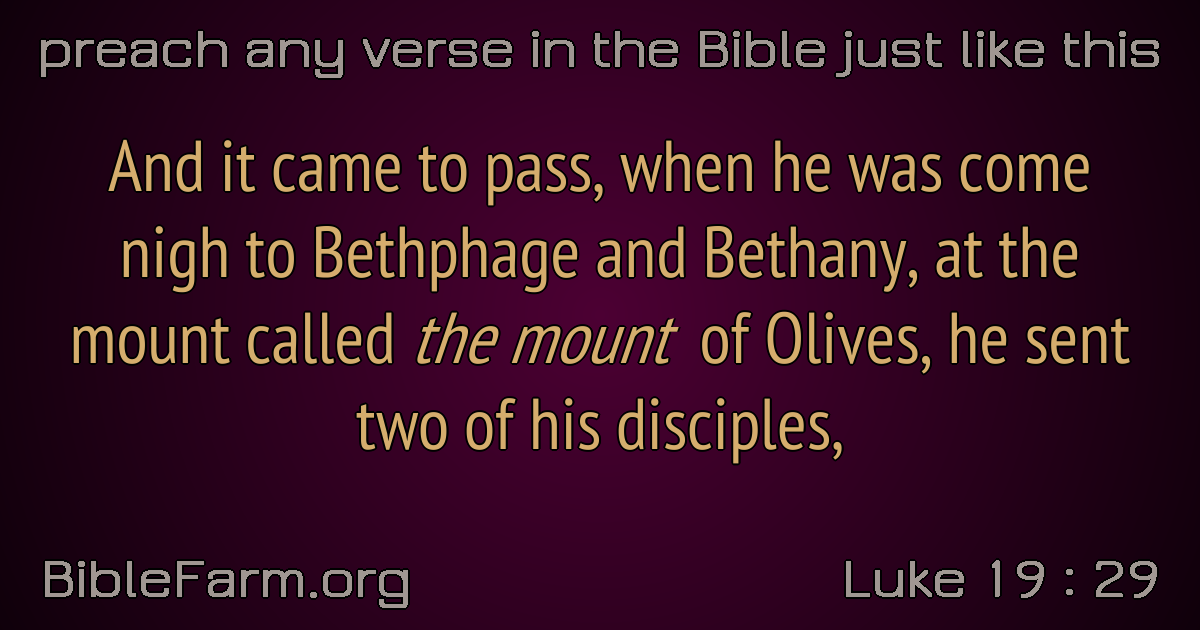 preach any verse in the Bible just like this
And it came to pass, when he was come
nigh to Bethphage and Bethany, at the
mount called the mount of Olives, he sent
two of his disciples,
BibleFarm.org
Luke 19 : 29